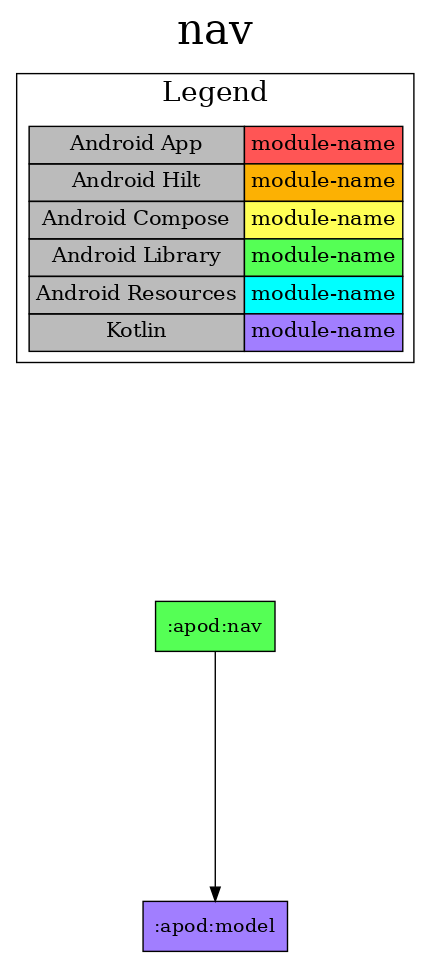 nav
Legend
Android App module-name
Android Hilt module-name
Android Compose module-name
Android Library module-name
Android Resources module-name
Kotlin module-name
:apod:nav
:apod:model